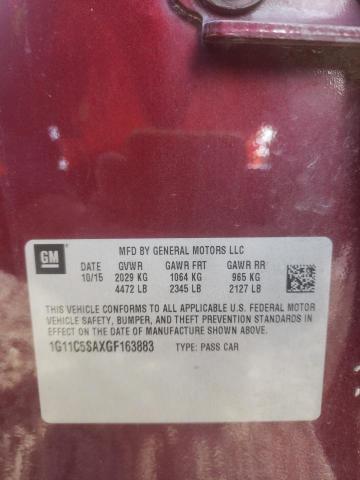 GM
MFD BY GENERAL MOTORS LLC
DATE GVWR GAWR FRT GAWR RR
10/15 2029 KG 1064 KG 965 KG
4472 LB 2345 LB 2127 LB
THIS VEHICLE CONFORMS TO ALL APPLICABLE U.S. FEDERAL MOTOR
VEHICLE SAFETY, BUMPER, AND THEFT PREVENTION STANDARDS IN
EFFECT ON THE DATE OF MANUFACTURE SHOWN ABOVE.
1G11C5SAXGF163883 TYPE: PASS CAR